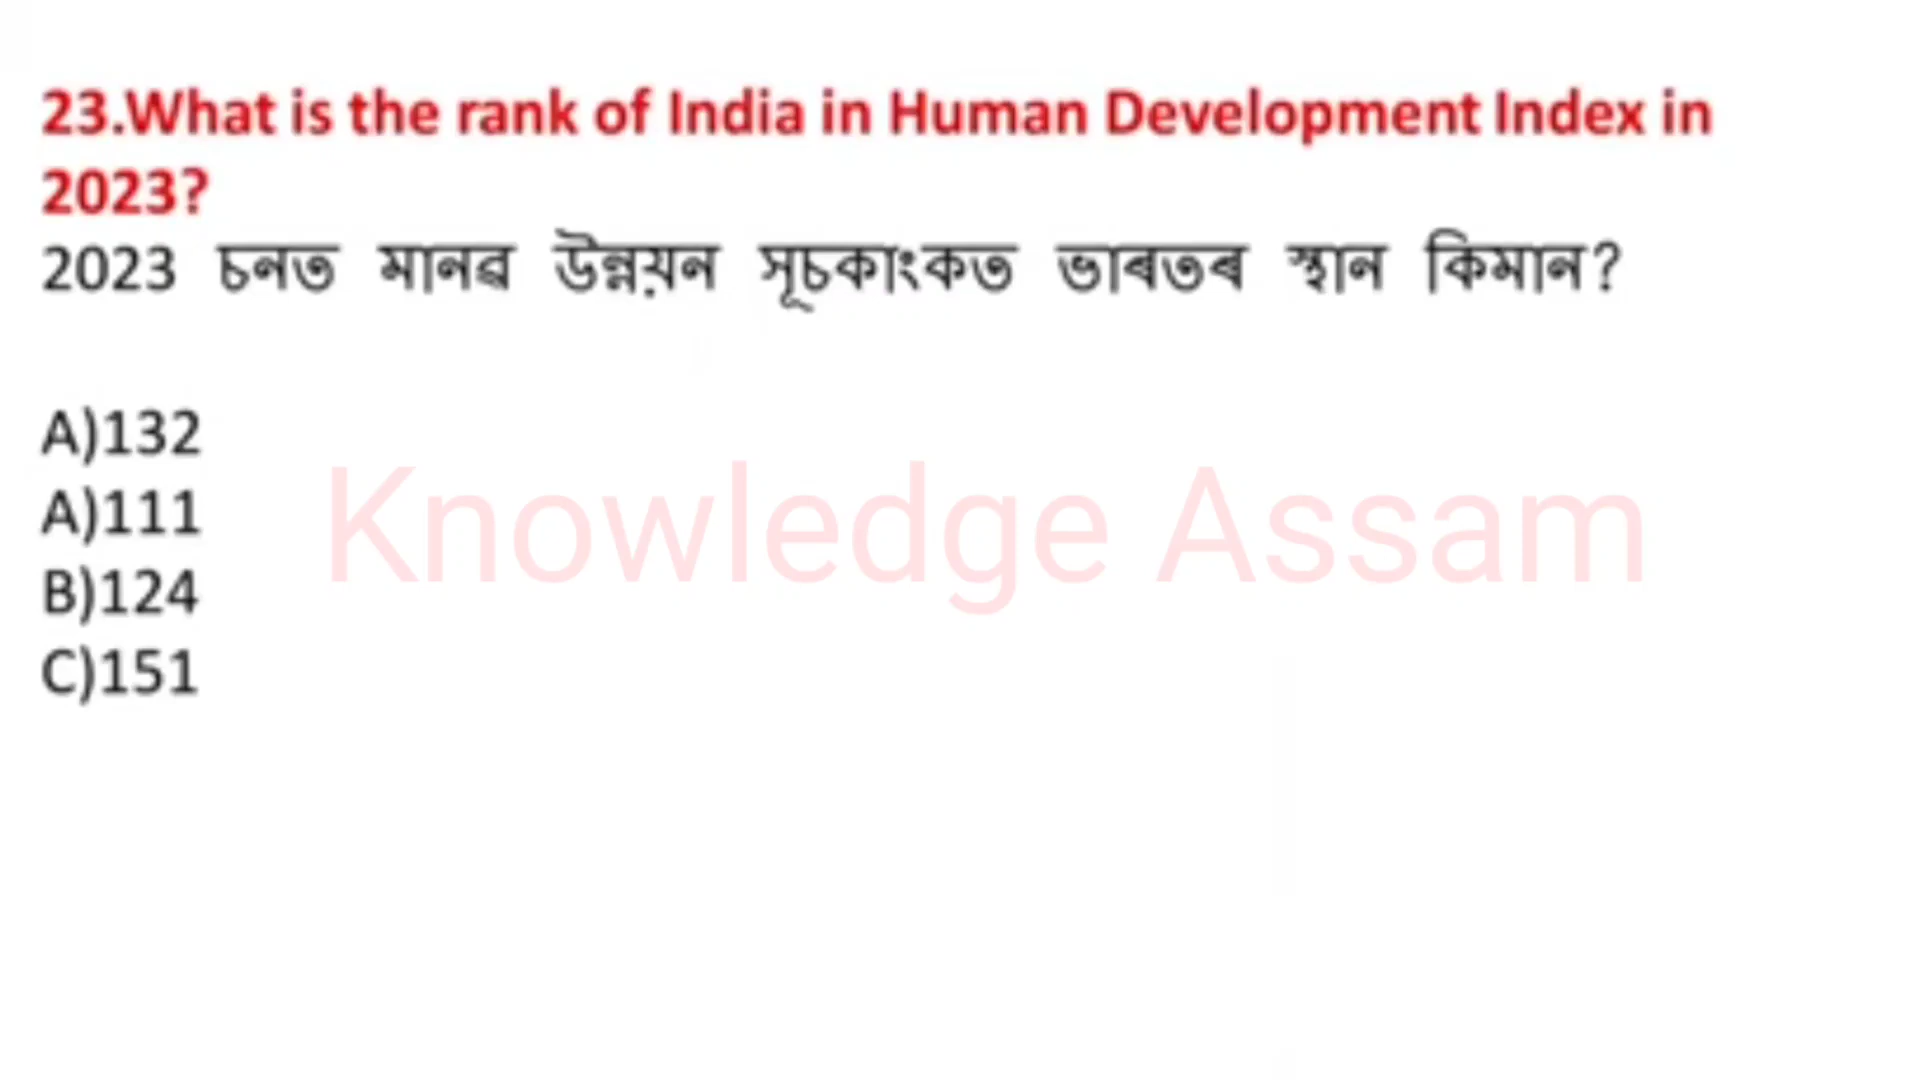 23.What is the rank of India in Human Development Index in
2023?
2023 চনত মানৱ উন্নয়ন সূচকাংকত ভাৰতৰ স্থান কিমান?
A)132
A)111
Knowledge Assam
B)124
C)151